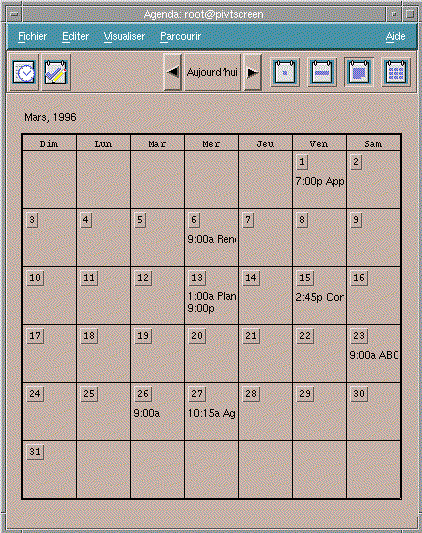 Agenda: root@pivtscreen
Fichier Editer Visualiser Parcourir Aide
Aujourd'hui
Mars, 1996
Dim Lun Mar Mer Jeu Ven Sam
1 2
7:00p App
3 4 5 6 7 8 9
9:00a Ren
10 11 12 13 14 15 16
1:00a Plan 2:45p Cor
9:00p
17 18 19 20 21 22 23
9:00a ABC
24 25 26 27 28 29 30
9:00a 10:15a Ag
31